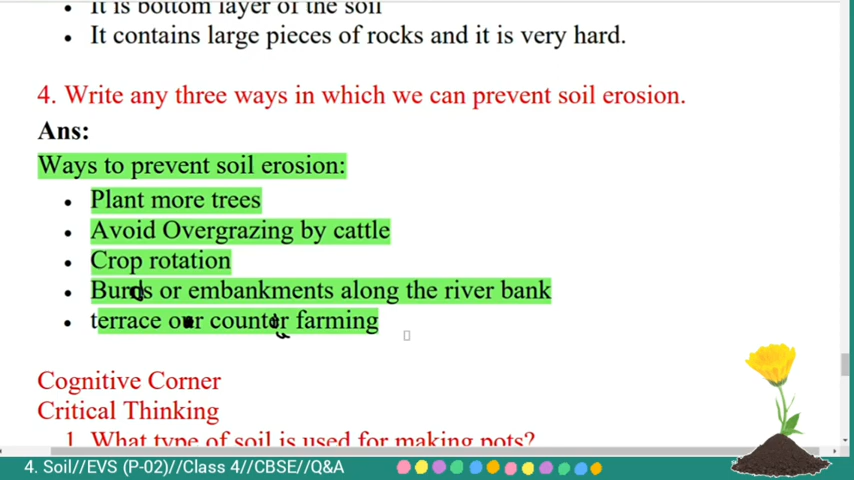 • It is bottom layer of the soil
• It contains large pieces of rocks and it is very hard.
4. Write any three ways in which we can prevent soil erosion.
Ans:
Ways to prevent soil erosion:
• Plant more trees
• Avoid Overgrazing by cattle
• Crop rotation
• or embankments along the river bank
• terrace farming
Cognitive Corner
Critical Thinking
1. What type of soil is used for making pots?
4. Soil//EVS (P-02)//Class 4//CBSE//Q&A